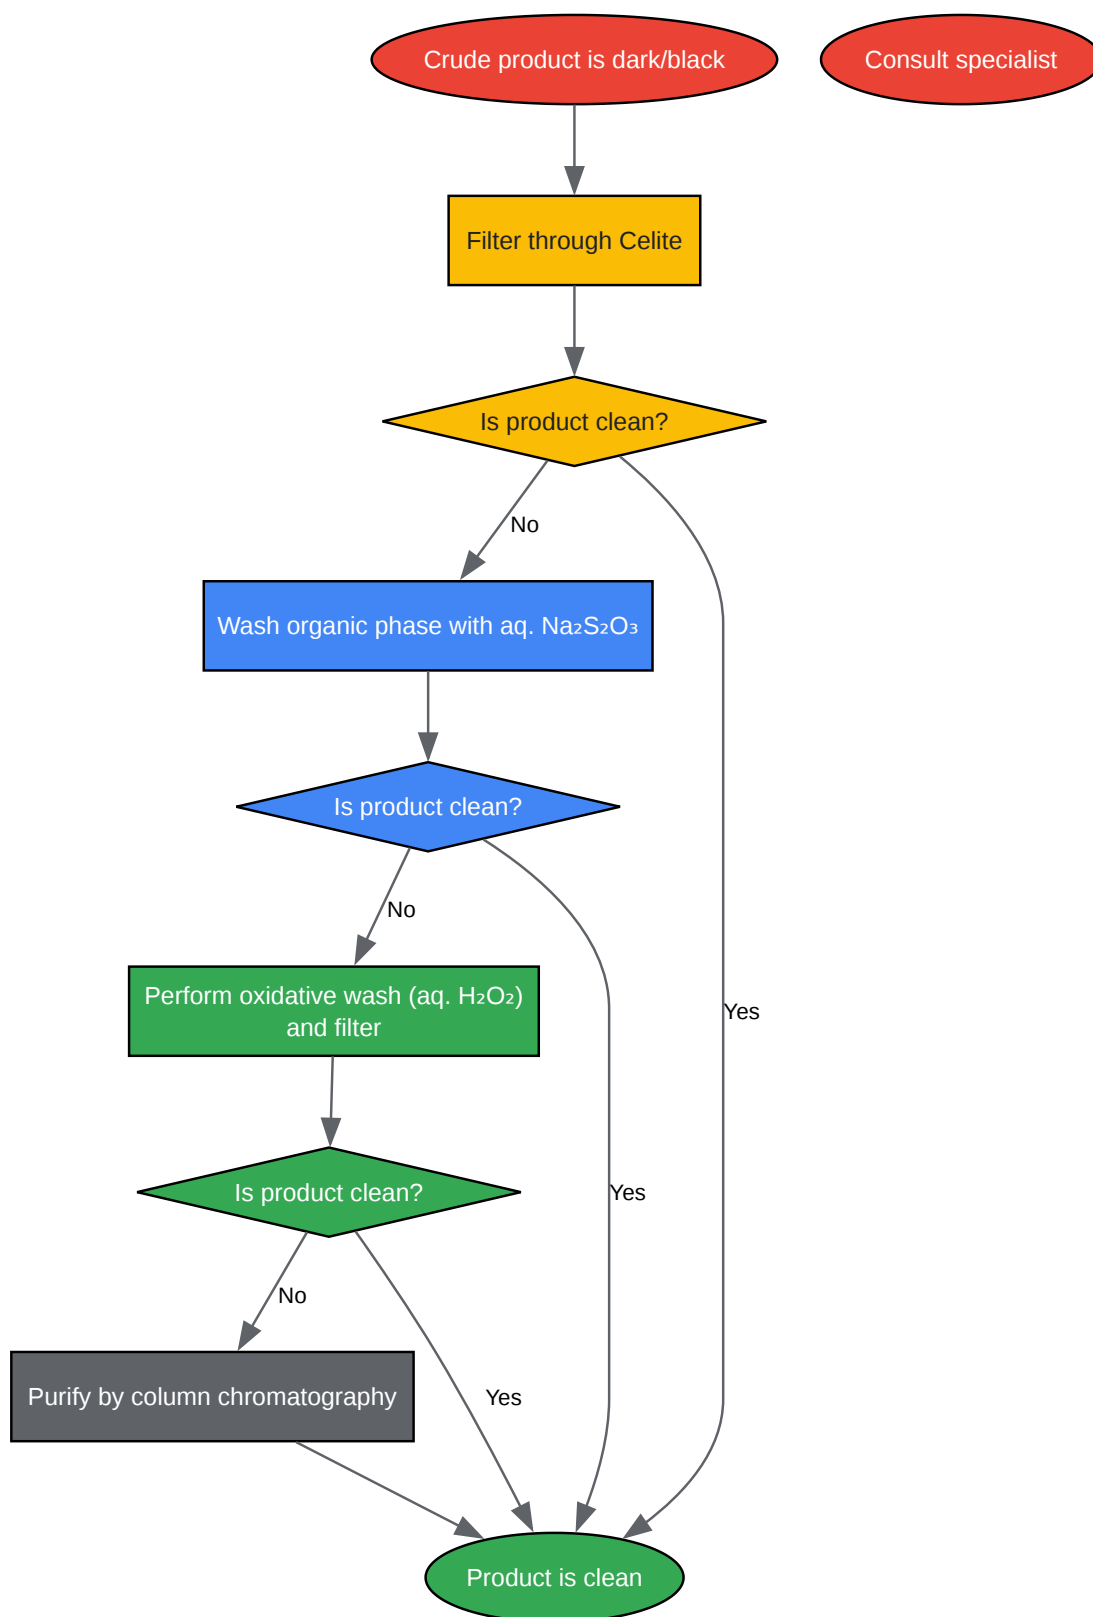 Crude product is dark/black
Consult specialist
Filter through Celite
Is product clean?
No
Wash organic phase with aq. Na₂S₂O₃
Is product clean?
No
Perform oxidative wash (aq. H₂O₂)
and filter
Yes
Is product clean?
Yes
No
Purify by column chromatography
Yes
Product is clean